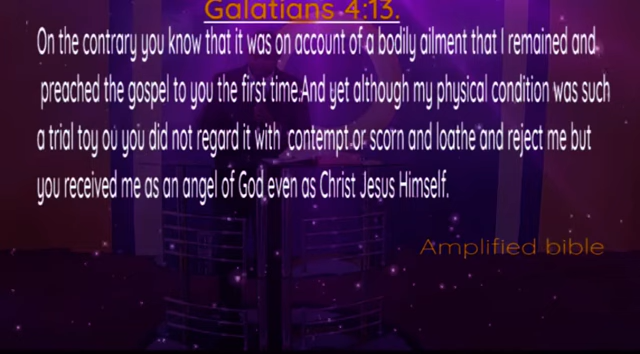 Galatians 4:13.
On the contrary you know that it was on account of a bodily ailment that I remained and
preached the gospel to you the first time.And yet although my physical condition was such
a trial toy ou you did not regard it with contempt or scorn and loathe and reject me but
you received me as an angel of God even as Christ Jesus Himself.
Amplified bible